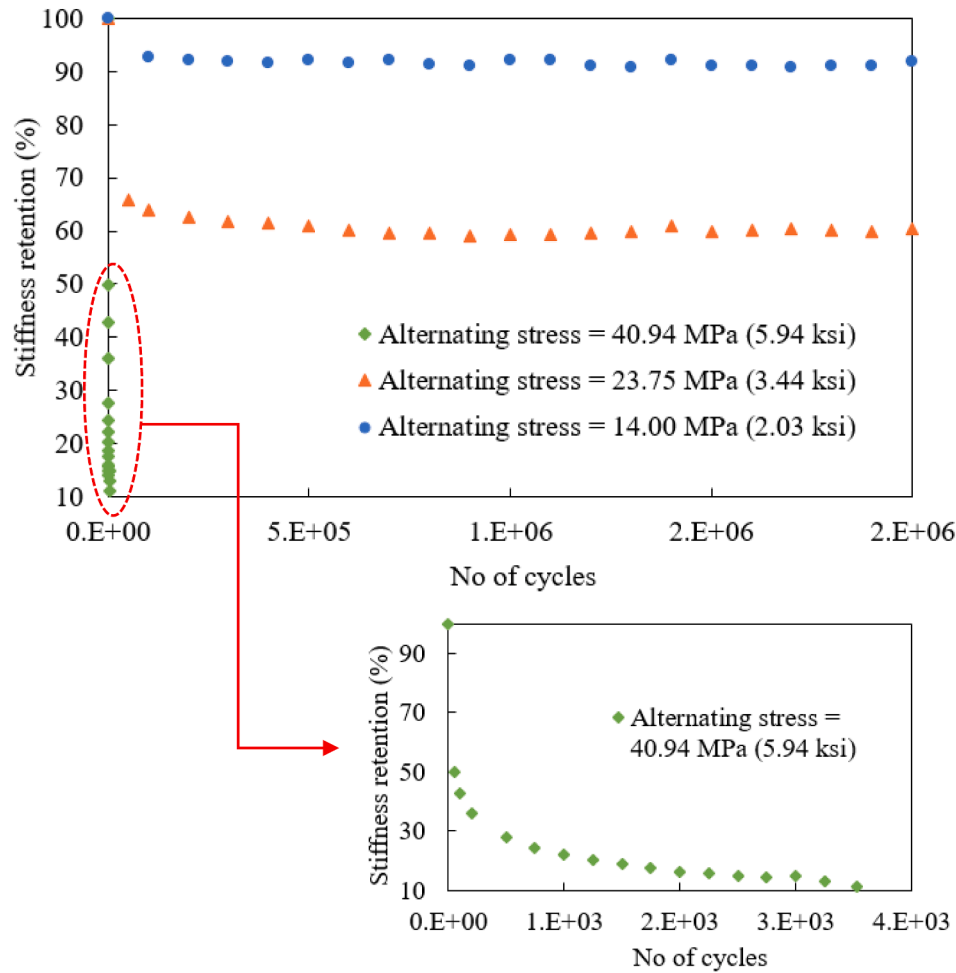 100
90
80
70
60
50
40
30
20
10
Stiffness retention (%)
Alternating stress = 40.94 MPa (5.94 ksi)
Alternating stress = 23.75 MPa (3.44 ksi)
Alternating stress = 14.00 MPa (2.03 ksi)
0.E+00 5.E+05 1.E+06 2.E+06 2.E+06
No of cycles
90
70
50
30
10
Stiffness retention (%)
Alternating stress =
40.94 MPa (5.94 ksi)
0.E+00 1.E+03 2.E+03 3.E+03 4.E+03
No of cycles